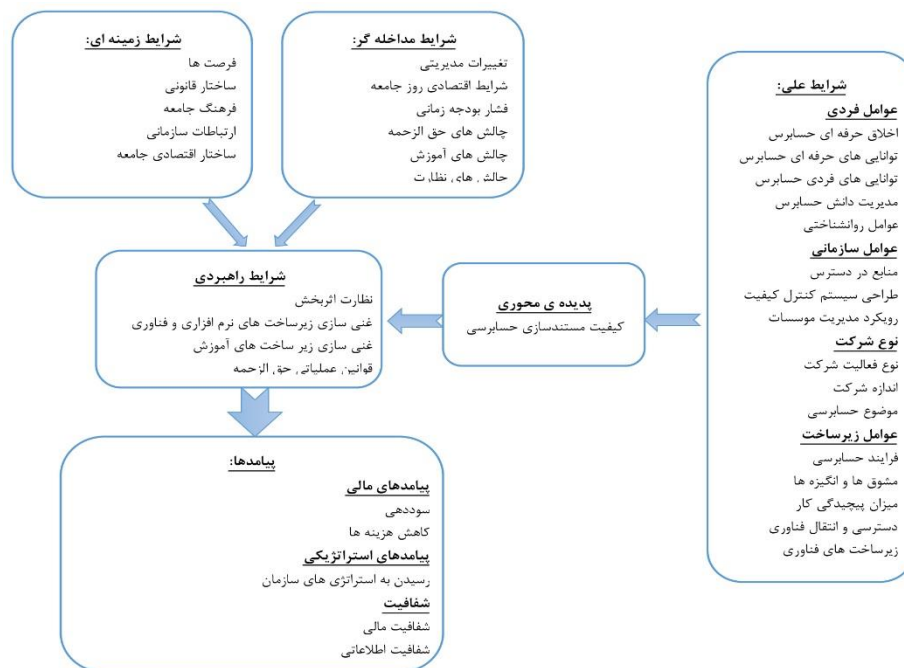 شرایط علی:
عوامل فردی
اخلاق حرفه ای حسابرس
توانایی های حرفه ای حسابرس
توانایی های فردی حسابرس
مدیریت دانش حسابرس
عوامل روانشناختی
عوامل سازمانی
منابع در دسترس
طراحی سیستم کنترل کیفیت
رویکرد مدیریت موسسات
نوع شرکت
نوع فعالیت شرکت
اندازه شرکت
موضوع حسابرسی
عوامل زیرساخت
فرایند حسابرسی
مشوق ها و انگیزه ها
میزان پیچیدگی کار
دسترسی و انتقال فناوری
زیرساخت های فناوری
شرایط مداخله گر:
تغییرات مدیریتی
شرایط اقتصادی روز جامعه
فشار بودجه زمانی
چالش های حق الزحمه
چالش های آموزش
چالش های نظارت
شرایط زمینه ای:
فرصت ها
ساختار قانونی
فرهنگ جامعه
ارتباطات سازمانی
ساختار اقتصادی جامعه
پدیده ی محوری
کیفیت مستندسازی حسابرسی
شرایط راهبردی
نظارت اثربخش
غنی سازی زیرساخت های نرم افزاری و فناوری
غنی سازی زیر ساخت های آموزش
قوانین عملیاتی حق الزحمه
پیامدها:
پیامدهای مالی
سوددهی
کاهش هزینه ها
پیامدهای استراتژیکی
رسیدن به استراتژی های سازمان
شفافیت
شفافیت مالی
شفافیت اطلاعاتی